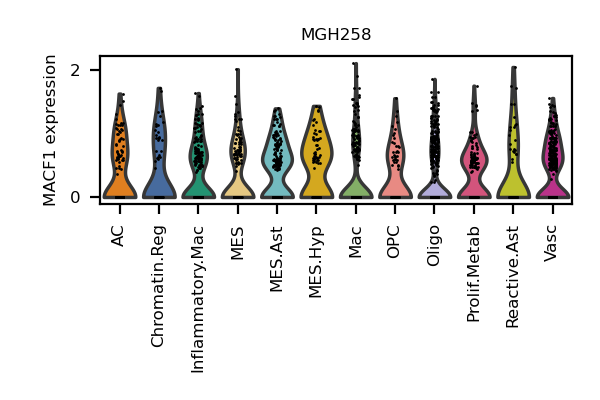 MGH258
MACF1 expression
2
0
AC
Chromatin.Reg
Inflammatory.Mac
MES
MES.Ast
MES.Hyp
Mac
OPC
Oligo
Prolif.Metab
Reactive.Ast
Vasc